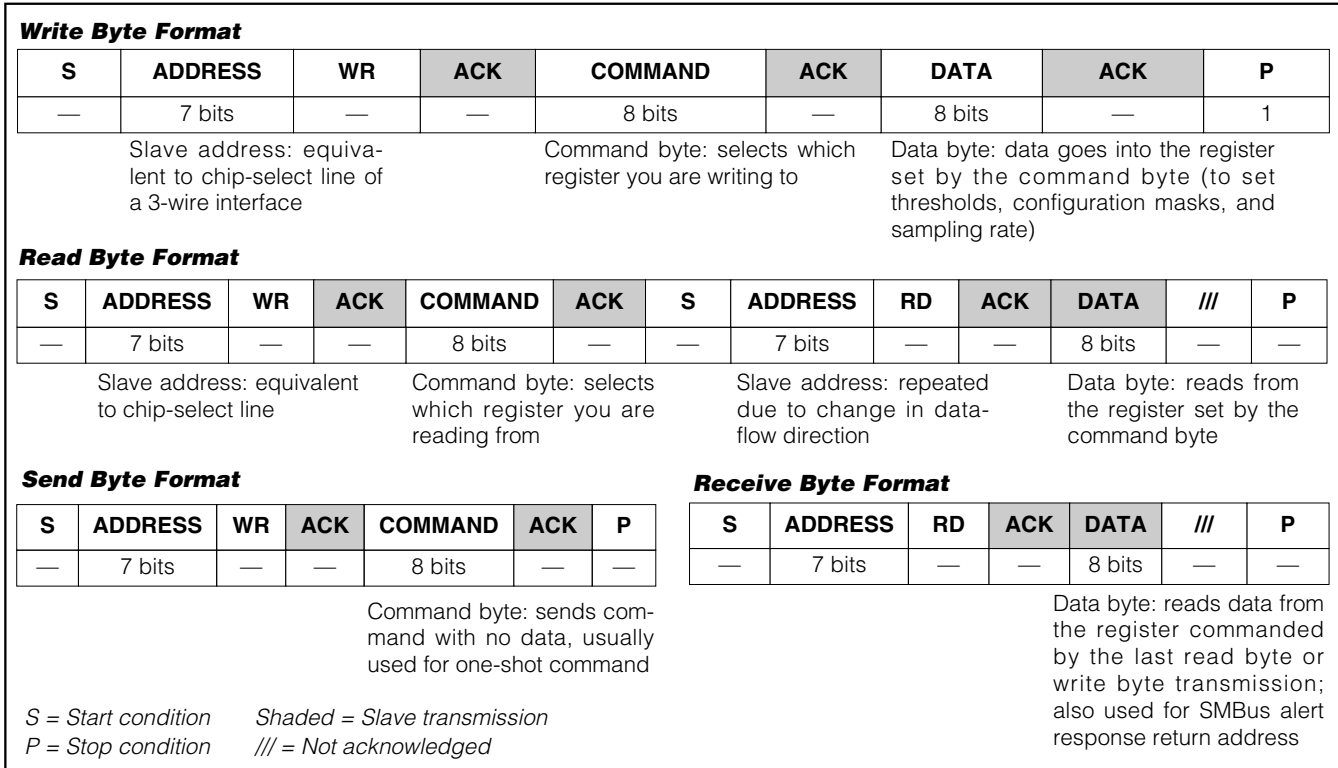 Write Byte Format
S ADDRESS WR ACK COMMAND ACK DATA ACK P
— 7 bits — — 8 bits — 8 bits — 1
Slave address: equiva-
lent to chip-select line of
a 3-wire interface
Command byte: selects which
register you are writing to
Data byte: data goes into the register
set by the command byte (to set
thresholds, configuration masks, and
sampling rate)
Read Byte Format
S ADDRESS WR ACK COMMAND ACK S ADDRESS RD ACK DATA /// P
— 7 bits — — 8 bits — — 7 bits — — 8 bits — —
Slave address: equivalent
to chip-select line
Command byte: selects
which register you are
reading from
Slave address: repeated
due to change in data-
flow direction
Data byte: reads from
the register set by the
command byte
Send Byte Format
S ADDRESS WR ACK COMMAND ACK P
— 7 bits — — 8 bits — —
Command byte: sends com-
mand with no data, usually
used for one-shot command
Receive Byte Format
S ADDRESS RD ACK DATA /// P
— 7 bits — — 8 bits — —
Data byte: reads data from
the register commanded
by the last read byte or
write byte transmission;
also used for SMBus alert
response return address
S = Start condition Shaded = Slave transmission
P = Stop condition /// = Not acknowledged